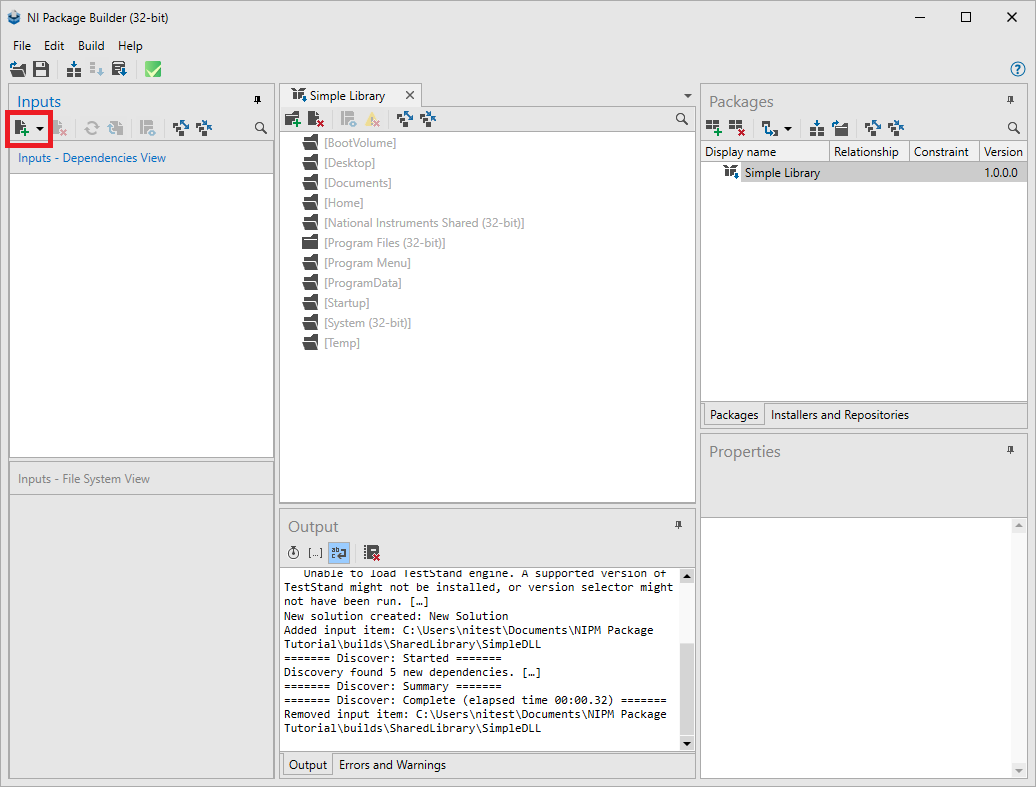 NI Package Builder (32-bit)
File Edit Build Help
Inputs
Inputs - Dependencies View
Inputs - File System View
Simple Library
[BootVolume]
[Desktop]
[Documents]
[Home]
[National Instruments Shared (32-bit)]
[Program Files (32-bit)]
[Program Menu]
[ProgramData]
[Startup]
[System (32-bit)]
[Temp]
Output
[...]
ab
c
Unable to load TestStand engine. A supported version of
TestStand might not be installed, or version selector might
not have been run. […]
New solution created: New Solution
Added input item: C:\Users\nitest\Documents\NIPM Package
Tutorial\builds\SharedLibrary\SimpleDLL
======= Discover: Started =======
Discovery found 5 new dependencies. […]
======= Discover: Summary =======
======= Discover: Complete (elapsed time 00:00.32) =======
Removed input item: C:\Users\nitest\Documents\NIPM Package
Tutorial\builds\SharedLibrary\SimpleDLL
Output Errors and Warnings
Packages
Display name Relationship Constraint Version
Simple Library 1.0.0.0
Packages Installers and Repositories
Properties